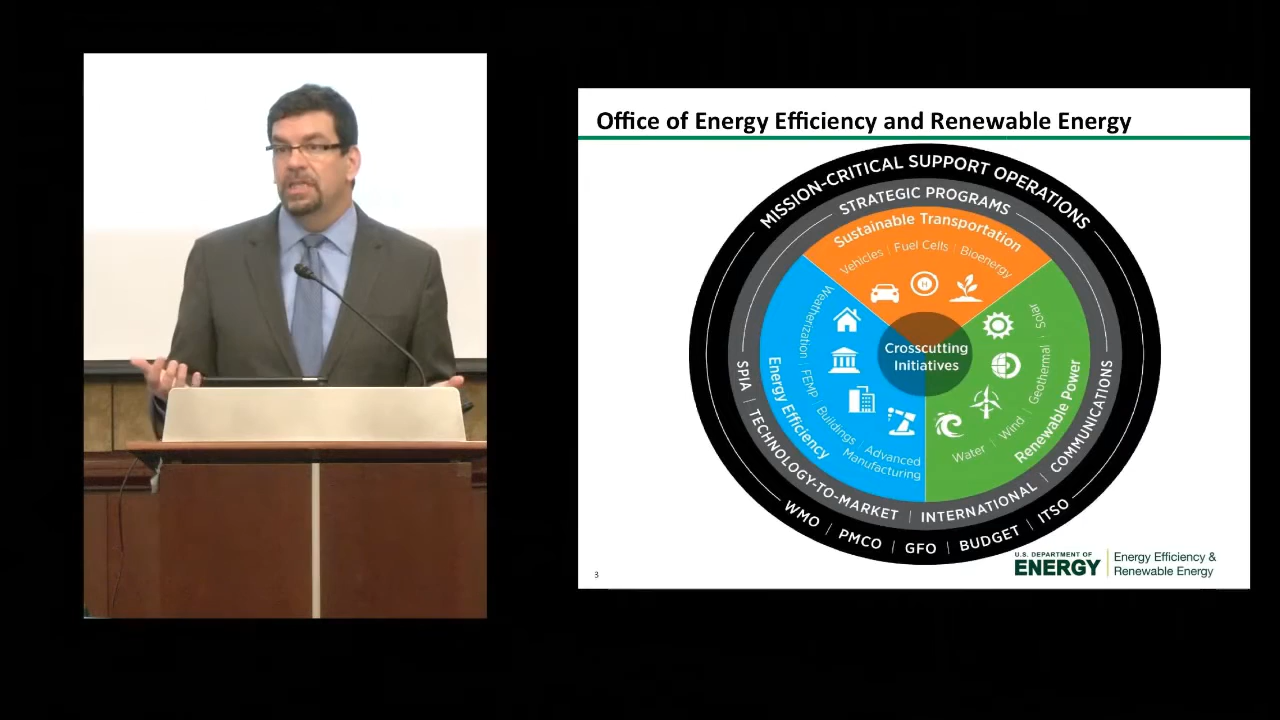 Office of Energy Efficiency and Renewable Energy
MISSION-CRITICAL SUPPORT OPERATIONS
STRATEGIC PROGRAMS
Sustainable Transportation
Vehicles | Fuel Cells | Bioenergy
H
Weatherization | FEMP | Buildings | Advanced
Manufacturing
Energy Efficiency
Crosscutting
Initiatives
Solar | Geothermal | Wind | Water
Renewable Power
SPIA | TECHNOLOGY-TO-MARKET | INTERNATIONAL | COMMUNICATIONS
WMO | PMCO | GFO | BUDGET | ITSO
3
U.S. DEPARTMENT OF
ENERGY
Energy Efficiency &
Renewable Energy